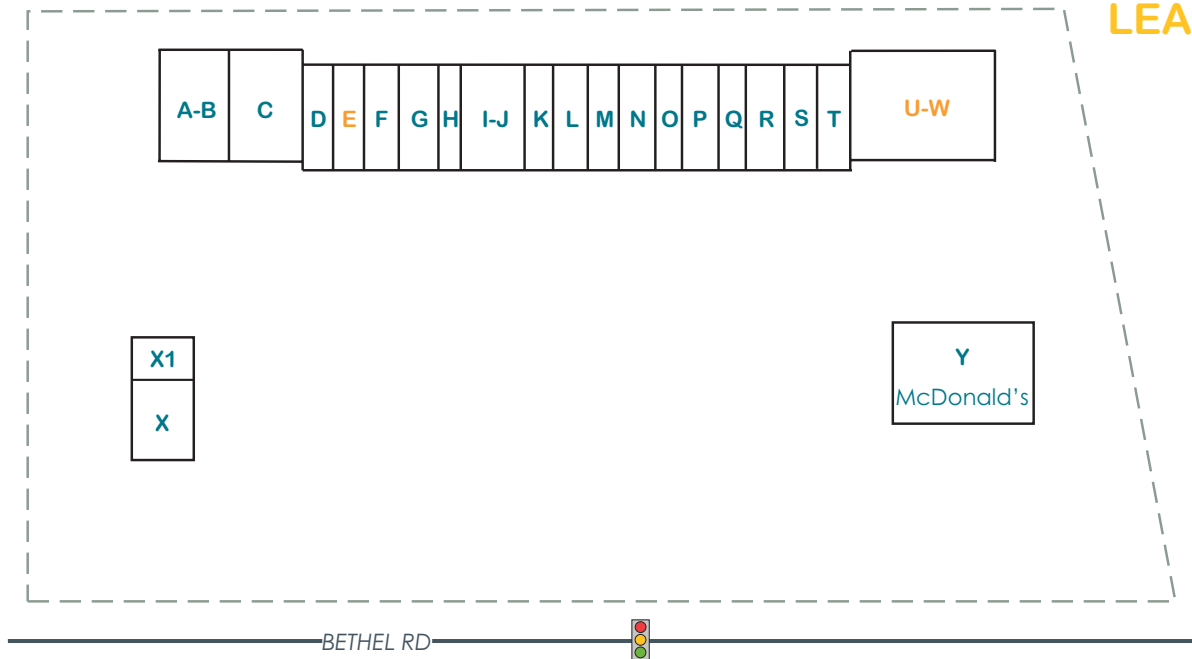 LEA
A-B C D E F G H I-J K L M N O P Q R S T U-W
X1
X
Y
McDonald's
BETHEL RD